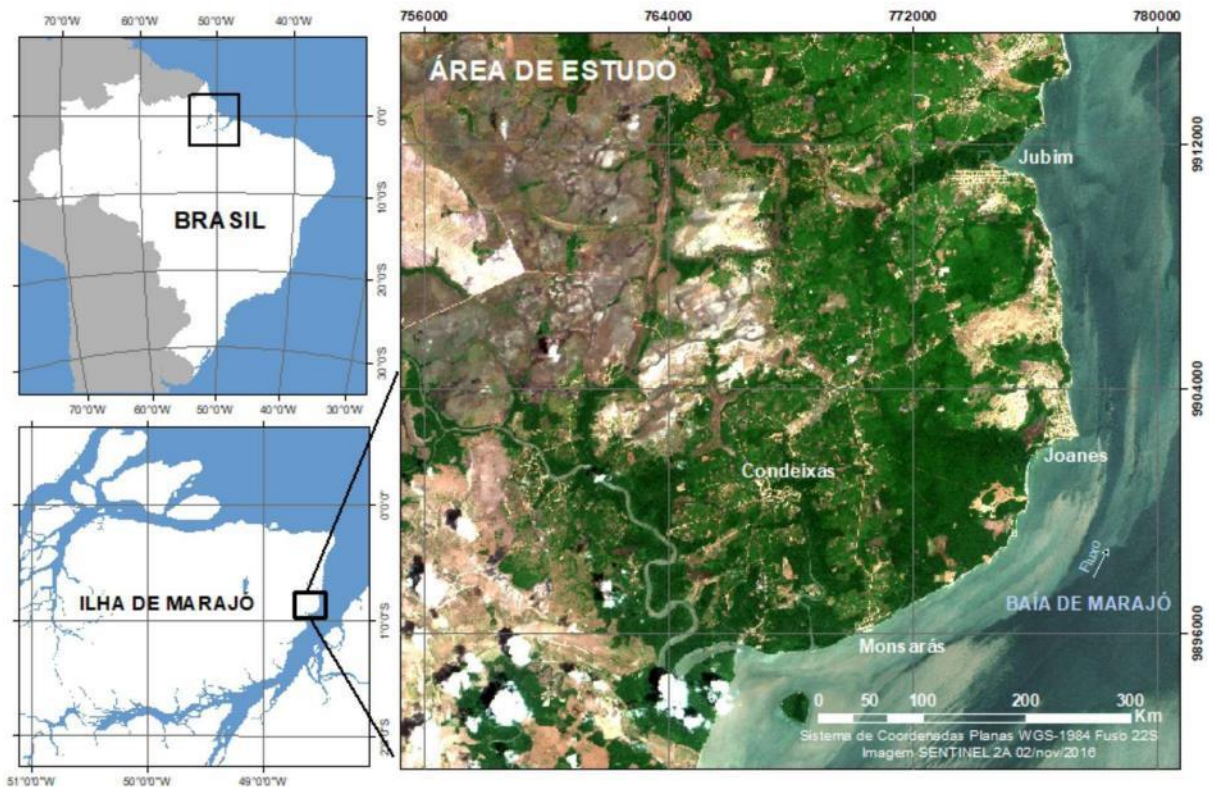 70°0'W 60°0'W 50°0'W 40°0'W
0°0'
10°0'S
20°0'S
30°0'S
BRASIL
70°0'W 60°0'W 50°0'W 40°0'W 30°0'W
0°0'0"
1°0'0"S
ILHA DE MARAJÓ
51°0'0"W 50°0'0"W 49°0'0"W
756000 764000 772000 780000
ÁREA DE ESTUDO
9912000
Jubim
9904000
Joanes
Condeixas
Fluxo
BAÍA DE MARAJÓ
9896000
Monsarás
0 50 100 200 300
Km
Sistema de Coordenadas Planas WGS-1984 Fuso 22S
Imagem SENTINEL 2A 02/nov/2016